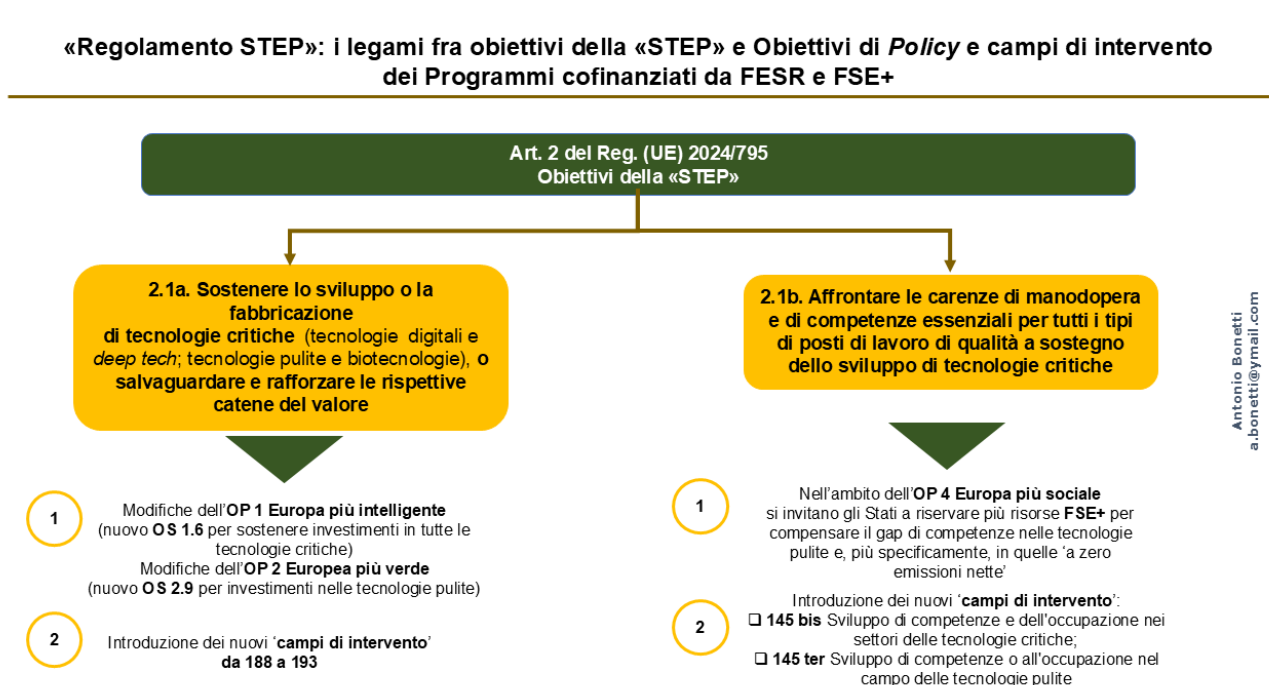 «Regolamento STEP»: i legami fra obiettivi della «STEP» e Obiettivi di Policy e campi di intervento
dei Programmi cofinanziati da FESR e FSE+
Art. 2 del Reg. (UE) 2024/795
Obiettivi della «STEP»
2.1a. Sostenere lo sviluppo o la
fabbricazione
di tecnologie critiche (tecnologie digitali e
deep tech; tecnologie pulite e biotecnologie), o
salvaguardare e rafforzare le rispettive
catene del valore
1
Modifiche dell'OP 1 Europa più intelligente
(nuovo OS 1.6 per sostenere investimenti in tutte le
tecnologie critiche)
Modifiche dell'OP 2 Europea più verde
(nuovo OS 2.9 per investimenti nelle tecnologie pulite)
2
Introduzione dei nuovi 'campi di intervento'
da 188 a 193
2.1b. Affrontare le carenze di manodopera
e di competenze essenziali per tutti i tipi
di posti di lavoro di qualità a sostegno
dello sviluppo di tecnologie critiche
1
Nell'ambito dell'OP 4 Europa più sociale
si invitano gli Stati a riservare più risorse FSE+ per
compensare il gap di competenze nelle tecnologie
pulite e, più specificamente, in quelle 'a zero
emissioni nette'
2
Introduzione dei nuovi 'campi di intervento':
❑ 145 bis Sviluppo di competenze e dell'occupazione nei
settori delle tecnologie critiche;
❑ 145 ter Sviluppo di competenze o all'occupazione nel
campo delle tecnologie pulite
Antonio Bonetti
a.bonetti@ymail.com